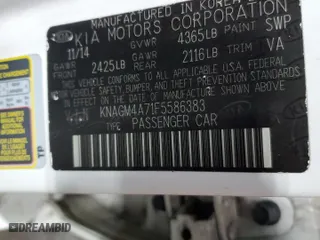 MANUFACTURED IN KOREA
KIA MOTORS CORPORATION
11/14 GVWR 4365LB PAINT SWP
GAWR FRONT 2425LB GAWR REAR 2116LB TRIM VA
THIS VEHICLE CONFORMS TO ALL APPLICABLE
FEDERAL MOTOR VEHICLE SAFETY, BUMPER, AND
THEFT PREVENTION STANDARDS IN EFFECT ON THE
DATE OF MANUFACTURE SHOWN ABOVE.
KNAGM4A71F5586383
TYPE: PASSENGER CAR
DREAMBID